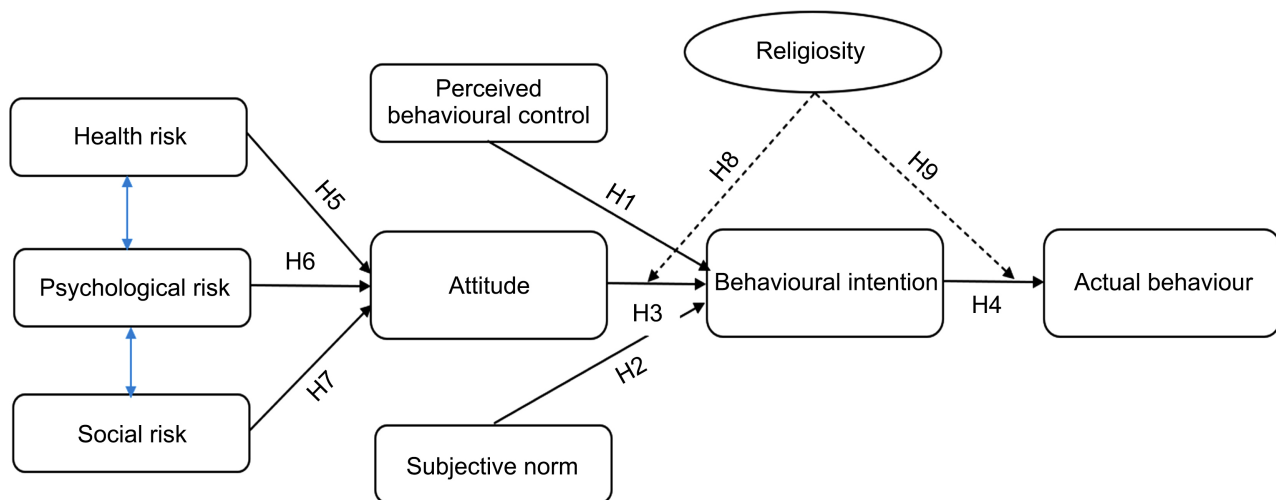 Religiosity
Perceived
behavioural control
Health risk
H8
H9
H5
H1
H6
Psychological risk
Attitude
Behavioural intention
Actual behaviour
H3
H4
H7
H2
Social risk
Subjective norm